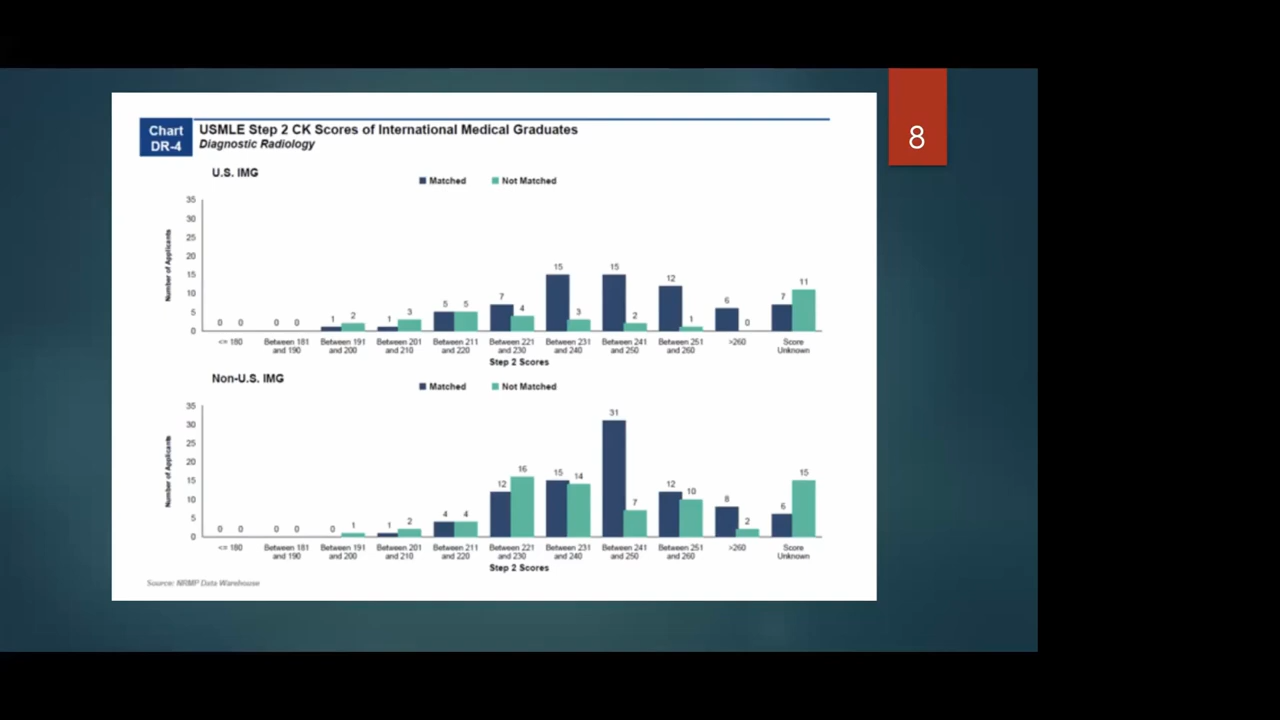 8
Chart
DR-4
USMLE Step 2 CK Scores of International Medical Graduates
Diagnostic Radiology
U.S. IMG
Matched Not Matched
Number of Applicants
35
30
25
20
15
10
5
0
0 0 0 0 1 2 1 3 5 5 7 4 15 3 15 2 12 1 6 0 7 11
<= 180 Between 181 Between 191 Between 201 Between 211 Between 221 Between 231 Between 241 Between 251 >260 Score
and 190 and 200 and 210 and 220 and 230 and 240 and 250 and 260 Unknown
Step 2 Scores
Non-U.S. IMG
Matched Not Matched
Number of Applicants
35
30
25
20
15
10
5
0
0 0 0 0 0 1 1 2 4 4 12 16 15 14 31 7 12 10 8 2 6 15
<= 180 Between 181 Between 191 Between 201 Between 211 Between 221 Between 231 Between 241 Between 251 >260 Score
and 190 and 200 and 210 and 220 and 230 and 240 and 250 and 260 Unknown
Step 2 Scores
Source: NRMP Data Warehouse